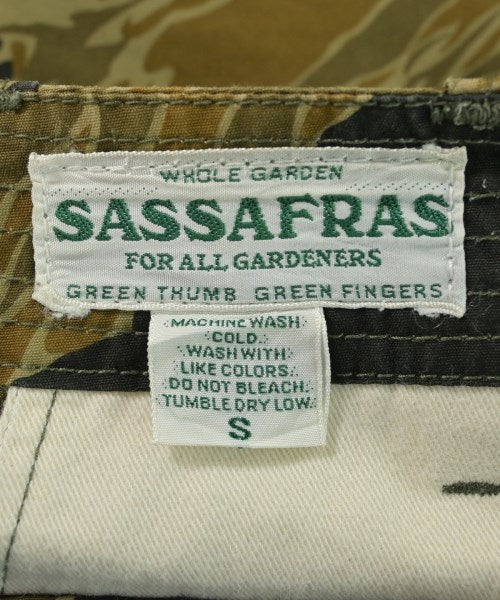 WHOLE GARDEN
SASSAFRAS
FOR ALL GARDENERS
GREEN THUMB GREEN FINGERS
MACHINE WASH
COLD.
WASH WITH
LIKE COLORS.
DO NOT BLEACH.
TUMBLE DRY LOW.
S